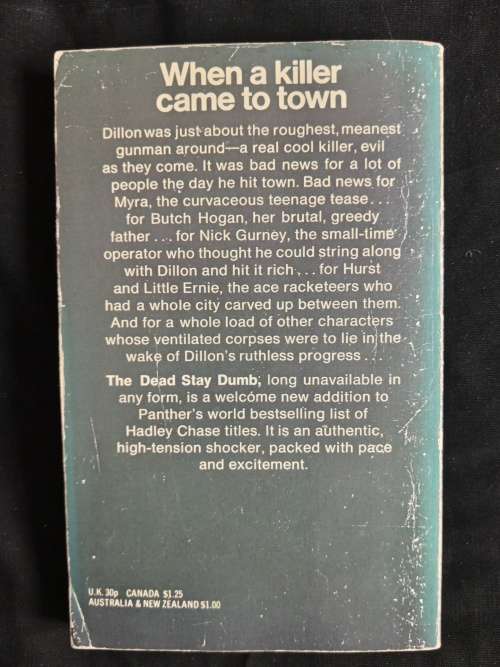 When a killer
came to town
Dillon was just about the roughest, meanest
gunman around—a real cool killer, evil
as they come. It was bad news for a lot of
people the day he hit town. Bad news for
Myra, the curvaceous teenage tease . . .
for Butch Hogan, her brutal, greedy
father . . . for Nick Gurney, the small-time
operator who thought he could string along
with Dillon and hit it rich . . . for Hurst
and Little Ernie, the ace racketeers who
had a whole city carved up between them.
And for a whole load of other characters
whose ventilated corpses were to lie in the
wake of Dillon's ruthless progress . . .
The Dead Stay Dumb, long unavailable in
any form, is a welcome new addition to
Panther's world bestselling list of
Hadley Chase titles. It is an authentic,
high-tension shocker, packed with pace
and excitement.
U.K. 30p CANADA $1.25
AUSTRALIA & NEW ZEALAND $1.00